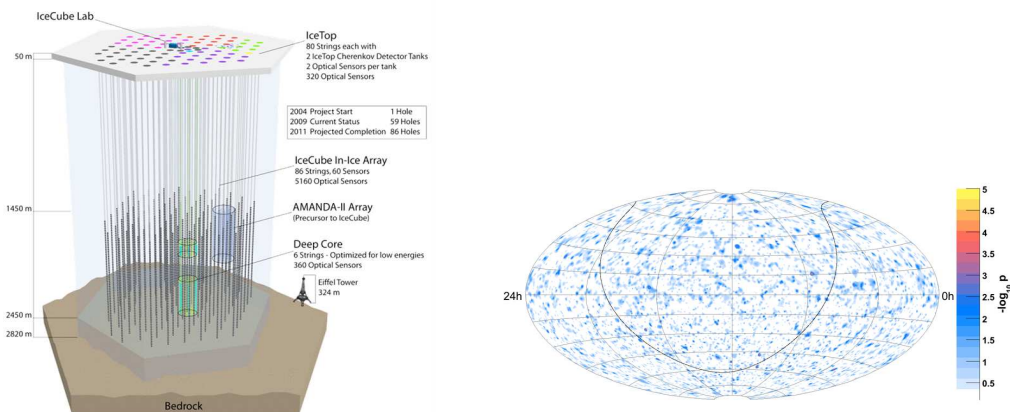 IceCube Lab
IceTop
80 Strings each with
2 IceTop Cherenkov Detector Tanks
2 Optical Sensors per tank
320 Optical Sensors
50 m
2004 Project Start 1 Hole
2009 Current Status 59 Holes
2011 Projected Completion 86 Holes
IceCube In-Ice Array
86 Strings, 60 Sensors
5160 Optical Sensors
1450 m
AMANDA-II Array
(Precursor to IceCube)
Deep Core
6 Strings - Optimized for low energies
360 Optical Sensors
Eiffel Tower
324 m
2450 m
2820 m
Bedrock
24h
0h
5
4.5
4
3.5
3
2.5
2
1.5
1
0.5
-log10 p